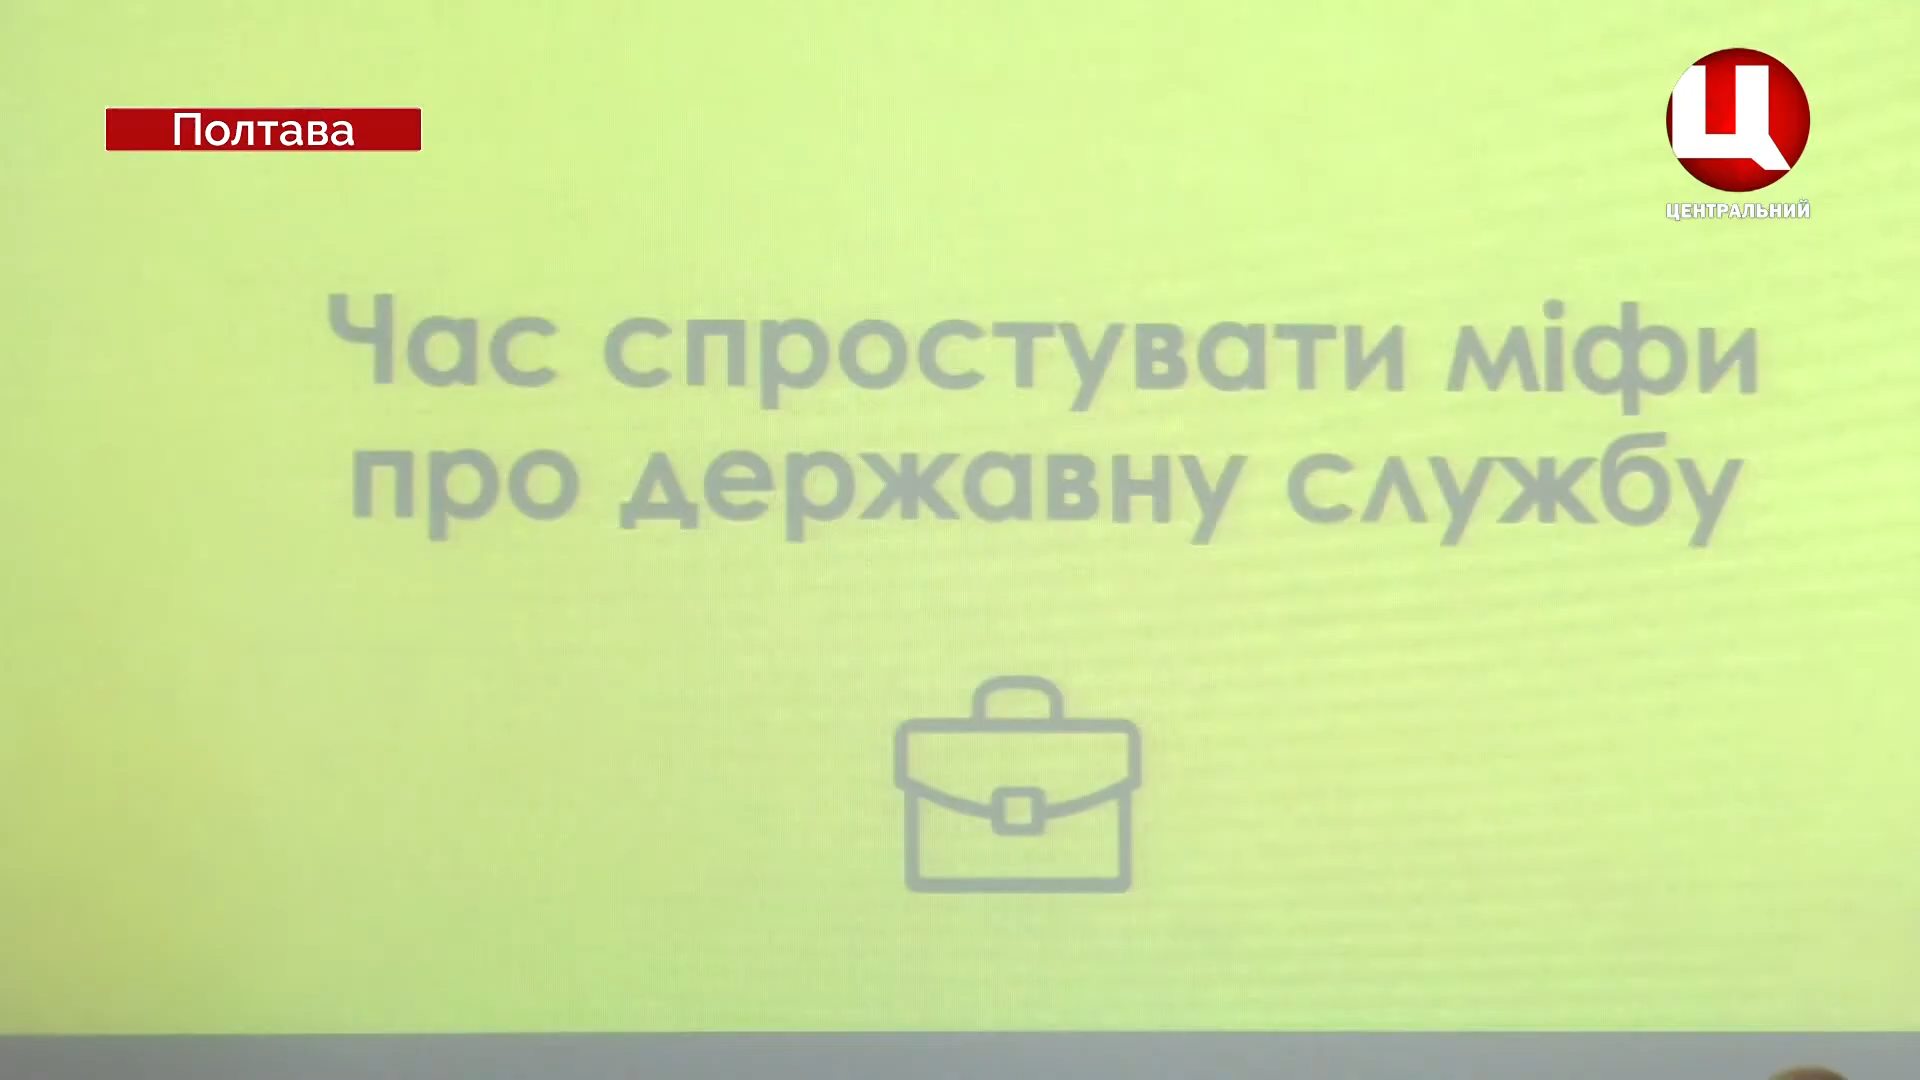 Полтава
Ц
ЦЕНТРАЛЬНИЙ
Час спростувати міфи
про державну службу